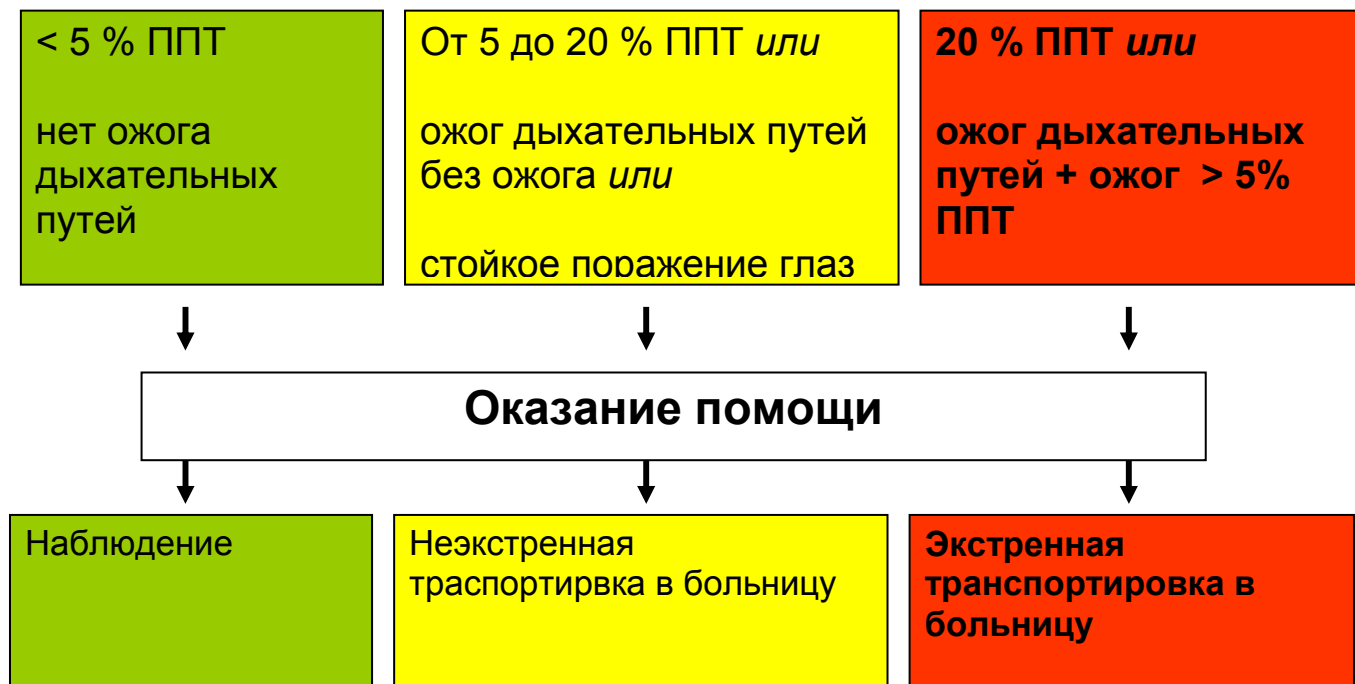 < 5 % ППТ
нет ожога
дыхательных
путей
От 5 до 20 % ППТ или
ожог дыхательных путей
без ожога или
стойкое поражение глаз
20 % ППТ или
ожог дыхательных
путей + ожог > 5%
ППТ
Оказание помощи
Наблюдение
Неэкстренная
траспортирвка в больницу
Экстренная
транспортировка в
больницу